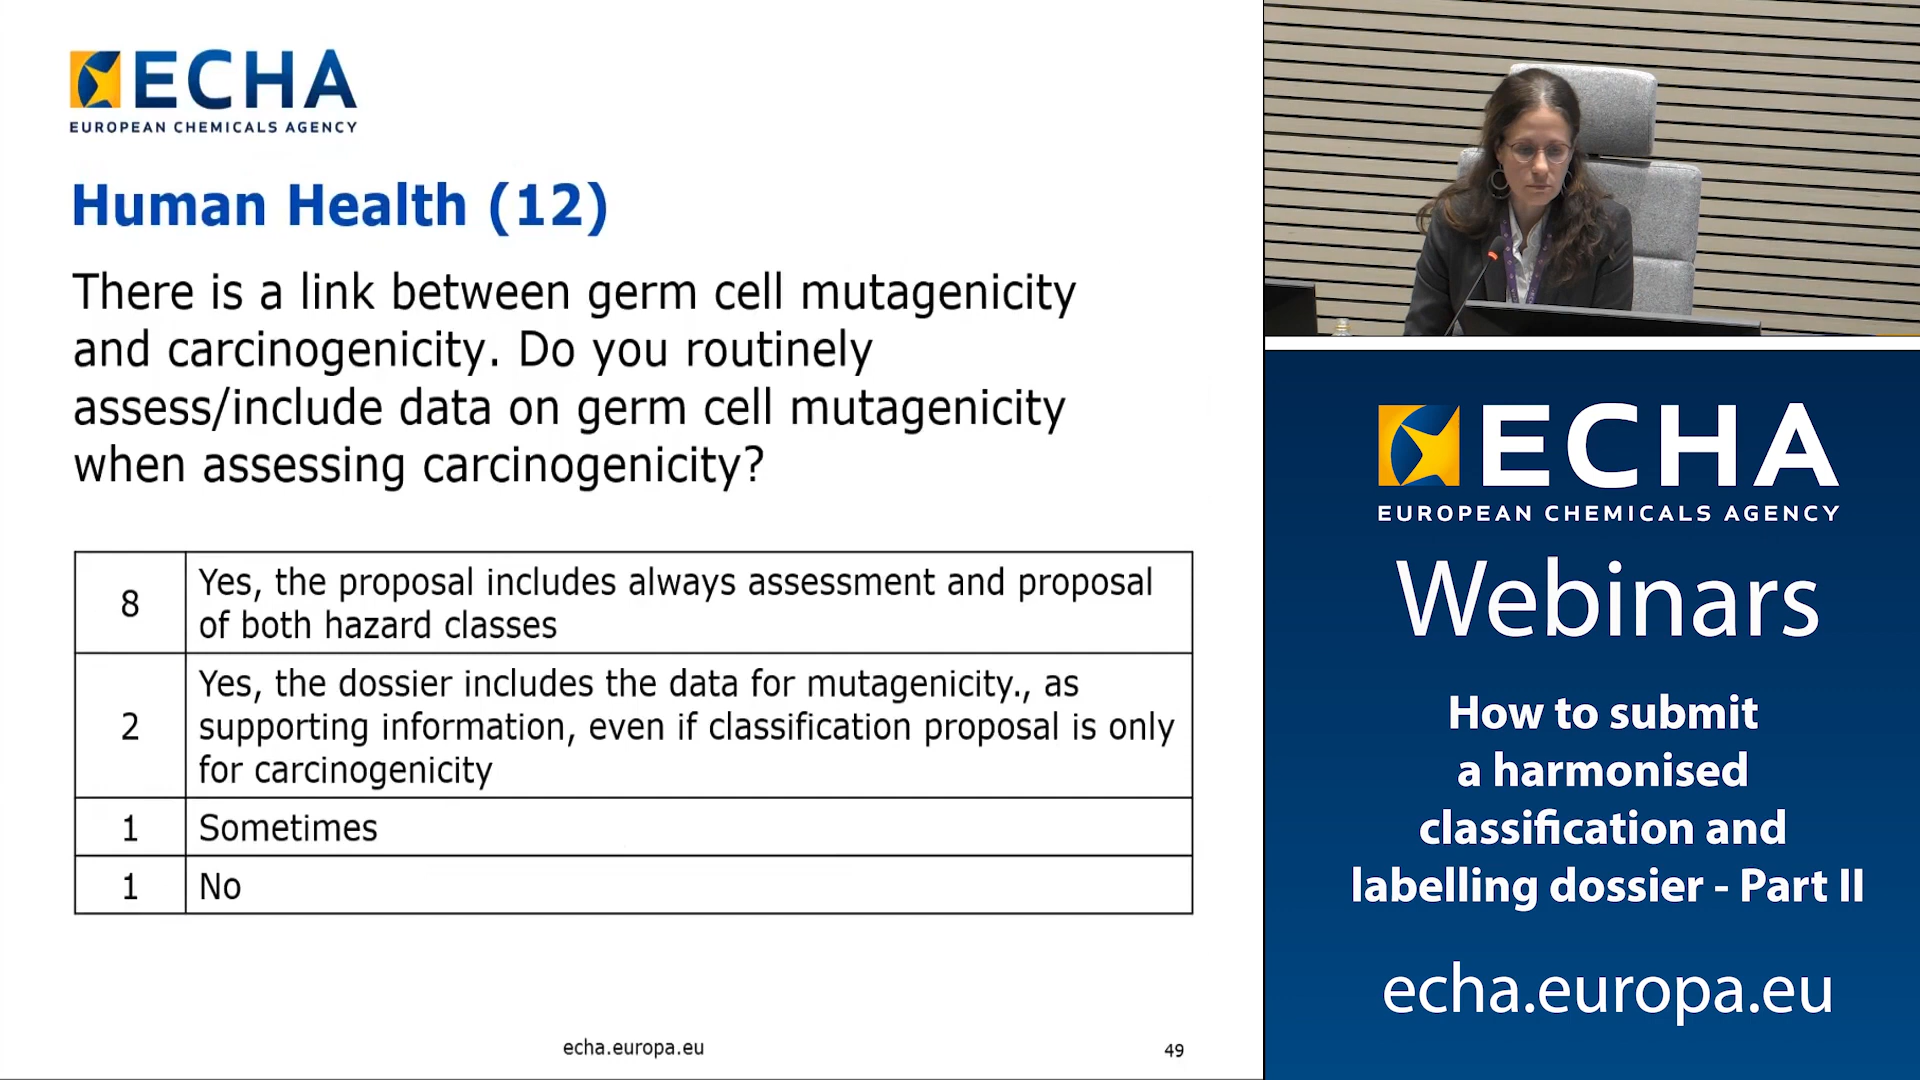 ECHA
EUROPEAN CHEMICALS AGENCY
Human Health (12)
There is a link between germ cell mutagenicity
and carcinogenicity. Do you routinely
assess/include data on germ cell mutagenicity
when assessing carcinogenicity?
8
Yes, the proposal includes always assessment and proposal
of both hazard classes
2
Yes, the dossier includes the data for mutagenicity., as
supporting information, even if classification proposal is only
for carcinogenicity
1
Sometimes
1
No
echa.europa.eu
49
ECHA
EUROPEAN CHEMICALS AGENCY
Webinars
How to submit
a harmonised
classification and
labelling dossier - Part II
echa.europa.eu